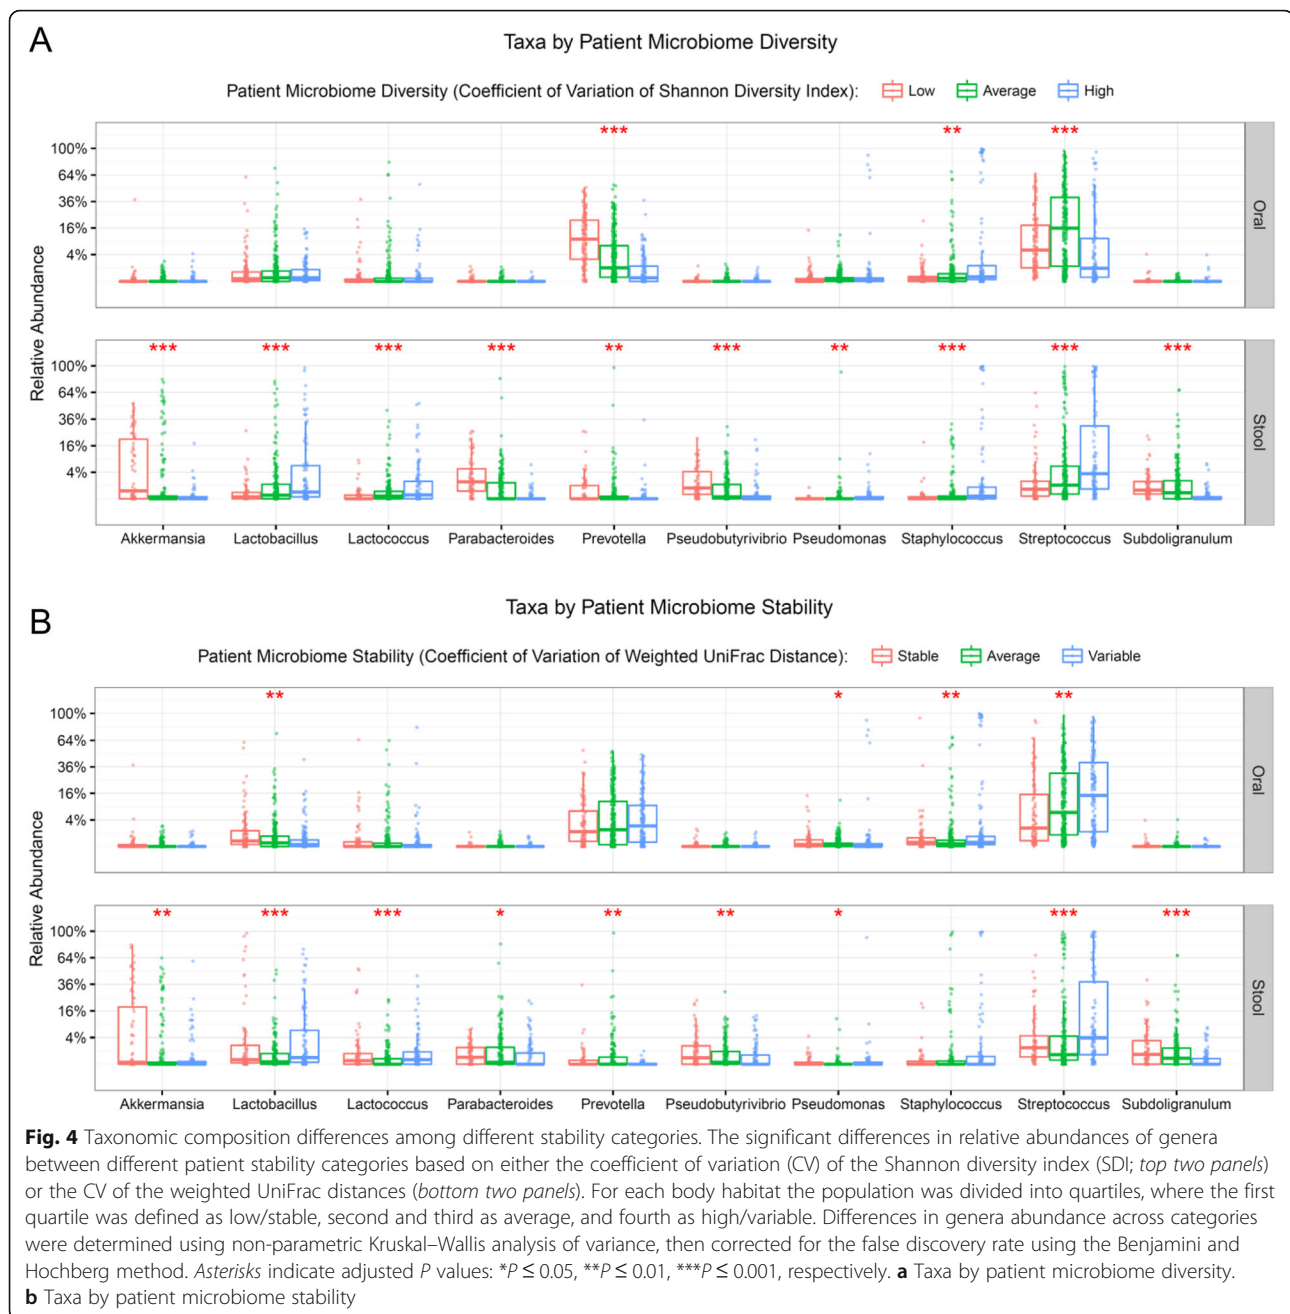 A
Taxa by Patient Microbiome Diversity
Patient Microbiome Diversity (Coefficient of Variation of Shannon Diversity Index): Low Average High
*** ** ***
100%
64%
36%
16%
4%
Oral
Relative Abundance
*** *** *** *** ** *** ** *** *** ***
100%
64%
36%
16%
4%
Stool
Akkermansia Lactobacillus Lactococcus Parabacteroides Prevotella Pseudobutyrivibrio Pseudomonas Staphylococcus Streptococcus Subdoligranulum
B
Taxa by Patient Microbiome Stability
Patient Microbiome Stability (Coefficient of Variation of Weighted UniFrac Distance): Stable Average Variable
** * ** **
100%
64%
36%
16%
4%
Oral
Relative Abundance
** *** *** * ** ** * *** ***
100%
64%
36%
16%
4%
Stool
Akkermansia Lactobacillus Lactococcus Parabacteroides Prevotella Pseudobutyrivibrio Pseudomonas Staphylococcus Streptococcus Subdoligranulum
Fig. 4 Taxonomic composition differences among different stability categories. The significant differences in relative abundances of genera
between different patient stability categories based on either the coefficient of variation (CV) of the Shannon diversity index (SDI; top two panels)
or the CV of the weighted UniFrac distances (bottom two panels). For each body habitat the population was divided into quartiles, where the first
quartile was defined as low/stable, second and third as average, and fourth as high/variable. Differences in genera abundance across categories
were determined using non-parametric Kruskal–Wallis analysis of variance, then corrected for the false discovery rate using the Benjamini and
Hochberg method. Asterisks indicate adjusted P values: *P ≤ 0.05, **P ≤ 0.01, ***P ≤ 0.001, respectively. a Taxa by patient microbiome diversity.
b Taxa by patient microbiome stability